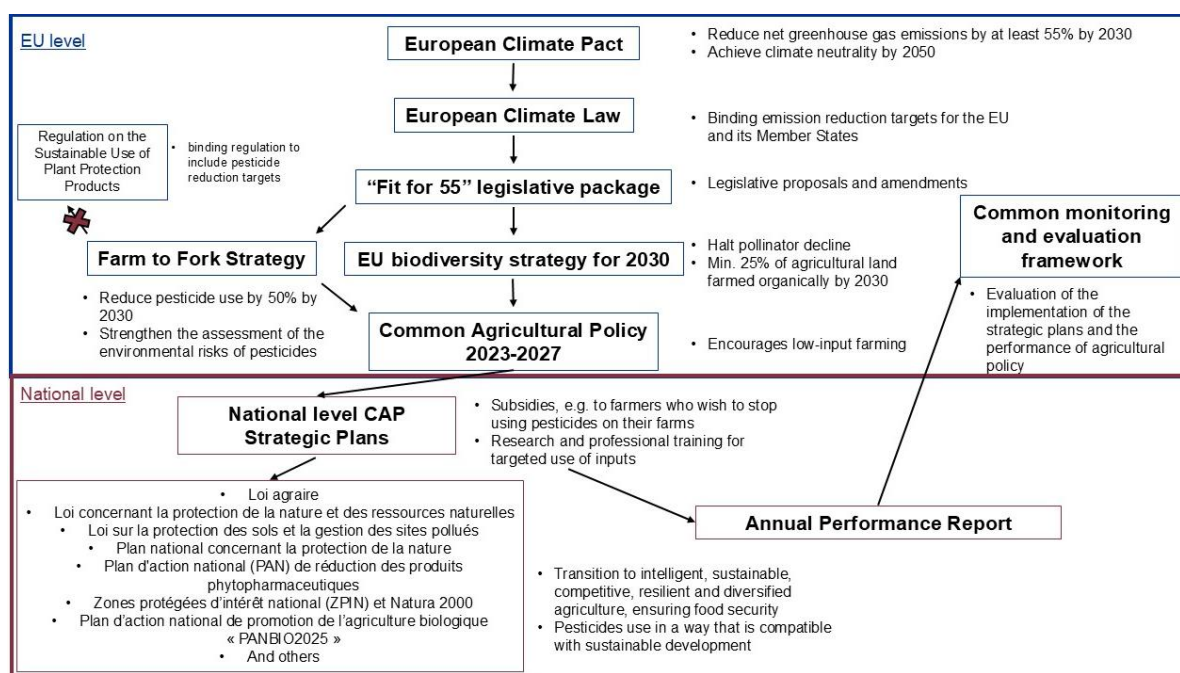 EU level
European Climate Pact
• Reduce net greenhouse gas emissions by at least 55% by 2030
• Achieve climate neutrality by 2050
European Climate Law
• Binding emission reduction targets for the EU
and its Member States
Regulation on the
Sustainable Use of
Plant Protection
Products
• binding regulation to
include pesticide
reduction targets
“Fit for 55” legislative package
• Legislative proposals and amendments
Common monitoring
and evaluation
framework
• Evaluation of the
implementation of the
strategic plans and the
performance of agricultural
policy
Farm to Fork Strategy
• Reduce pesticide use by 50% by
2030
• Strengthen the assessment of the
environmental risks of pesticides
EU biodiversity strategy for 2030
• Halt pollinator decline
• Min. 25% of agricultural land
farmed organically by 2030
Common Agricultural Policy
2023-2027
• Encourages low-input farming
National level
National level CAP
Strategic Plans
• Subsidies, e.g. to farmers who wish to stop
using pesticides on their farms
• Research and professional training for
targeted use of inputs
• Loi agraire
• Loi concernant la protection de la nature et des ressources naturelles
• Loi sur la protection des sols et la gestion des sites pollués
• Plan national concernant la protection de la nature
• Plan d'action national (PAN) de réduction des produits
phytopharmaceutiques
• Zones protégées d’intérêt national (ZPIN) et Natura 2000
• Plan d’action national de promotion de l’agriculture biologique
« PANBIO2025 »
• And others
Annual Performance Report
• Transition to intelligent, sustainable,
competitive, resilient and diversified
agriculture, ensuring food security
• Pesticides use in a way that is compatible
with sustainable development